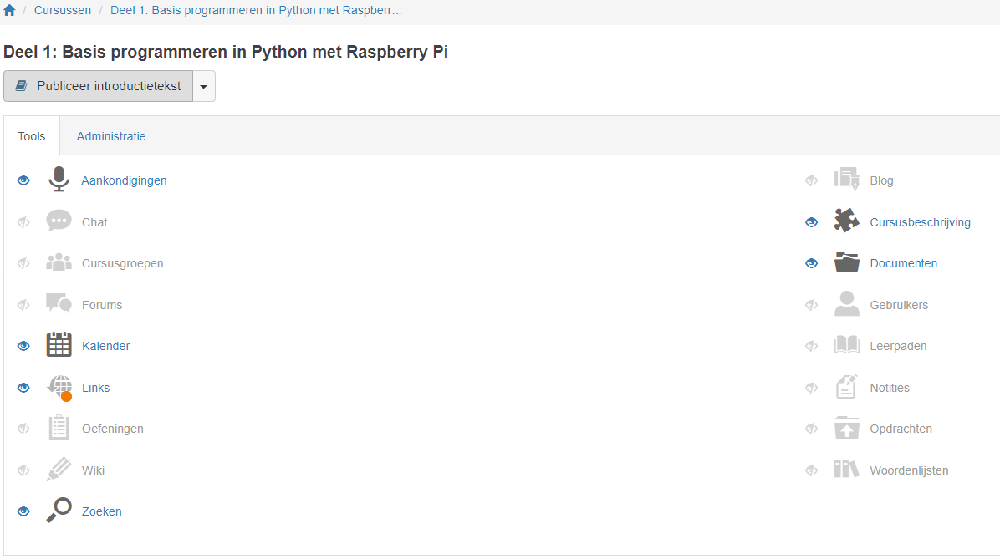 / Cursussen / Deel 1: Basis programmeren in Python met Raspberr…
Deel 1: Basis programmeren in Python met Raspberry Pi
Publiceer introductietekst
Tools Administratie
Aankondigingen
Chat
Cursusgroepen
Forums
Kalender
Links
Oefeningen
Wiki
Zoeken
Blog
Cursusbeschrijving
Documenten
Gebruikers
Leerpaden
Notities
Opdrachten
Woordenlijsten